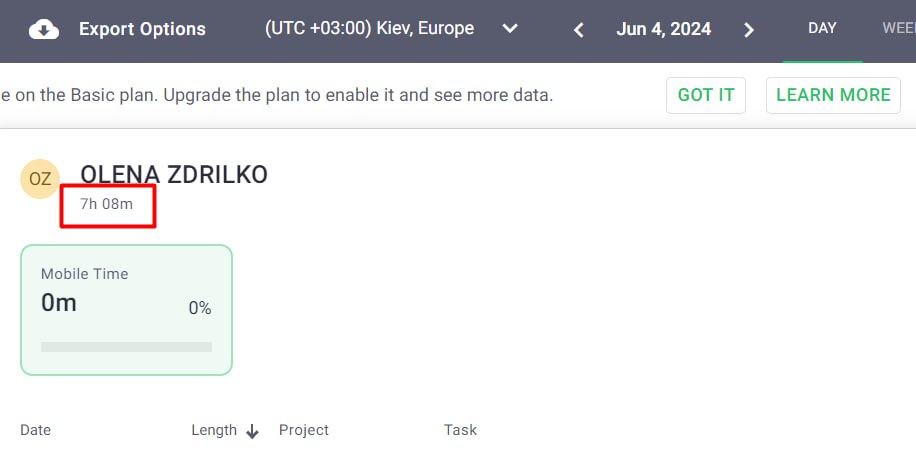 Export Options (UTC +03:00) Kiev, Europe Jun 4, 2024 DAY WEE
e on the Basic plan. Upgrade the plan to enable it and see more data. GOT IT LEARN MORE
OZ OLENA ZDRILKO
7h 08m
Mobile Time
0m 0%
Date Length Project Task